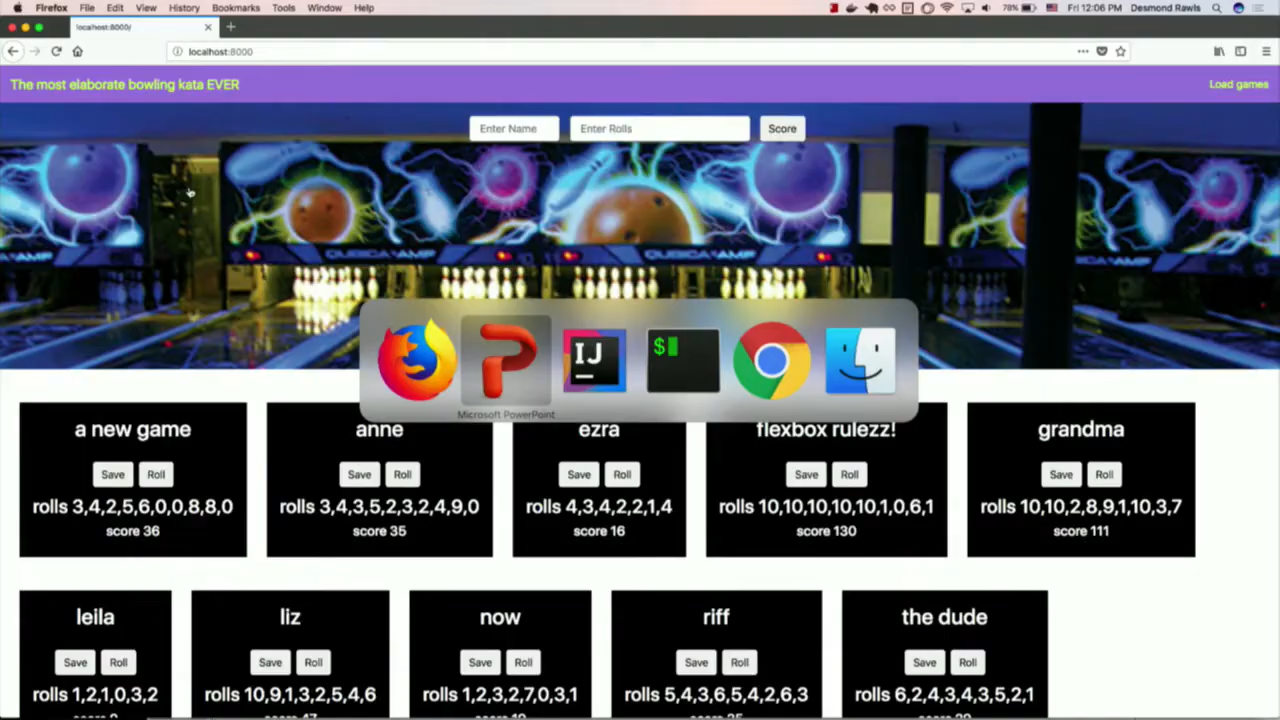 Firefox File Edit View History Bookmarks Tools Window Help 78% Fri 12:06 PM Desmond Rawls
localhost:8000/
localhost:8000
The most elaborate bowling kata EVER Load games
Enter Name Enter Rolls Score
QUBICA AMF QUBICA AMF
IJ $
Microsoft PowerPoint
a new game anne ezra flexbox rulezz! grandma
Save Roll Save Roll Save Roll Save Roll Save Roll
rolls 3,4,2,5,6,0,0,8,8,0 rolls 3,4,3,5,2,3,2,4,9,0 rolls 4,3,4,2,2,1,4 rolls 10,10,10,10,10,1,0,6,1 rolls 10,10,2,8,9,1,10,3,7
score 36 score 35 score 16 score 130 score 111
leila liz now riff the dude
Save Roll Save Roll Save Roll Save Roll Save Roll
rolls 1,2,1,0,3,2 rolls 10,9,1,3,2,5,4,6 rolls 1,2,3,2,7,0,3,1 rolls 5,4,3,6,5,4,2,6,3 rolls 6,2,4,3,4,3,5,2,1